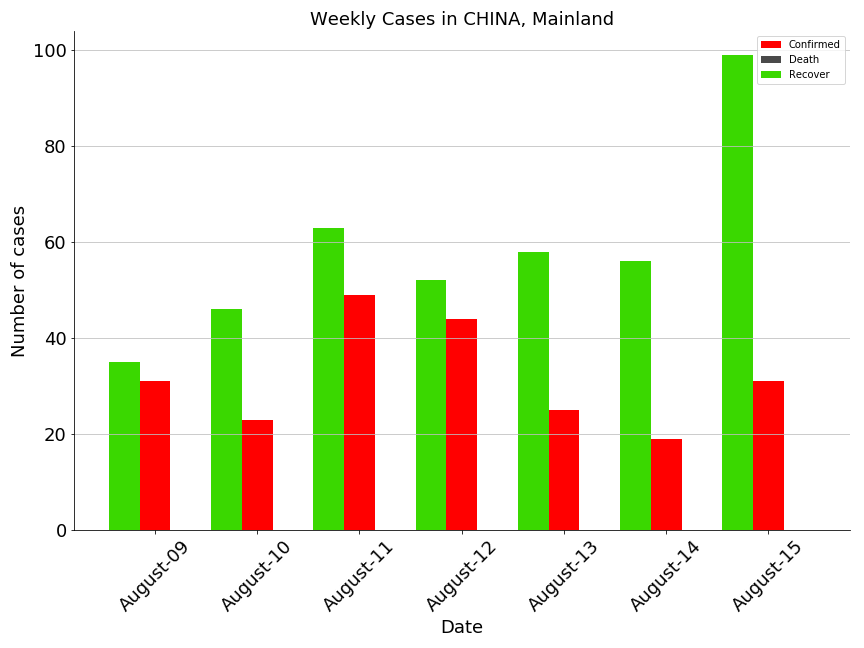 Weekly Cases in CHINA, Mainland
Confirmed
Death
Recover
Number of cases
100
80
60
40
20
0
August-09
August-10
August-11
August-12
August-13
August-14
August-15
Date